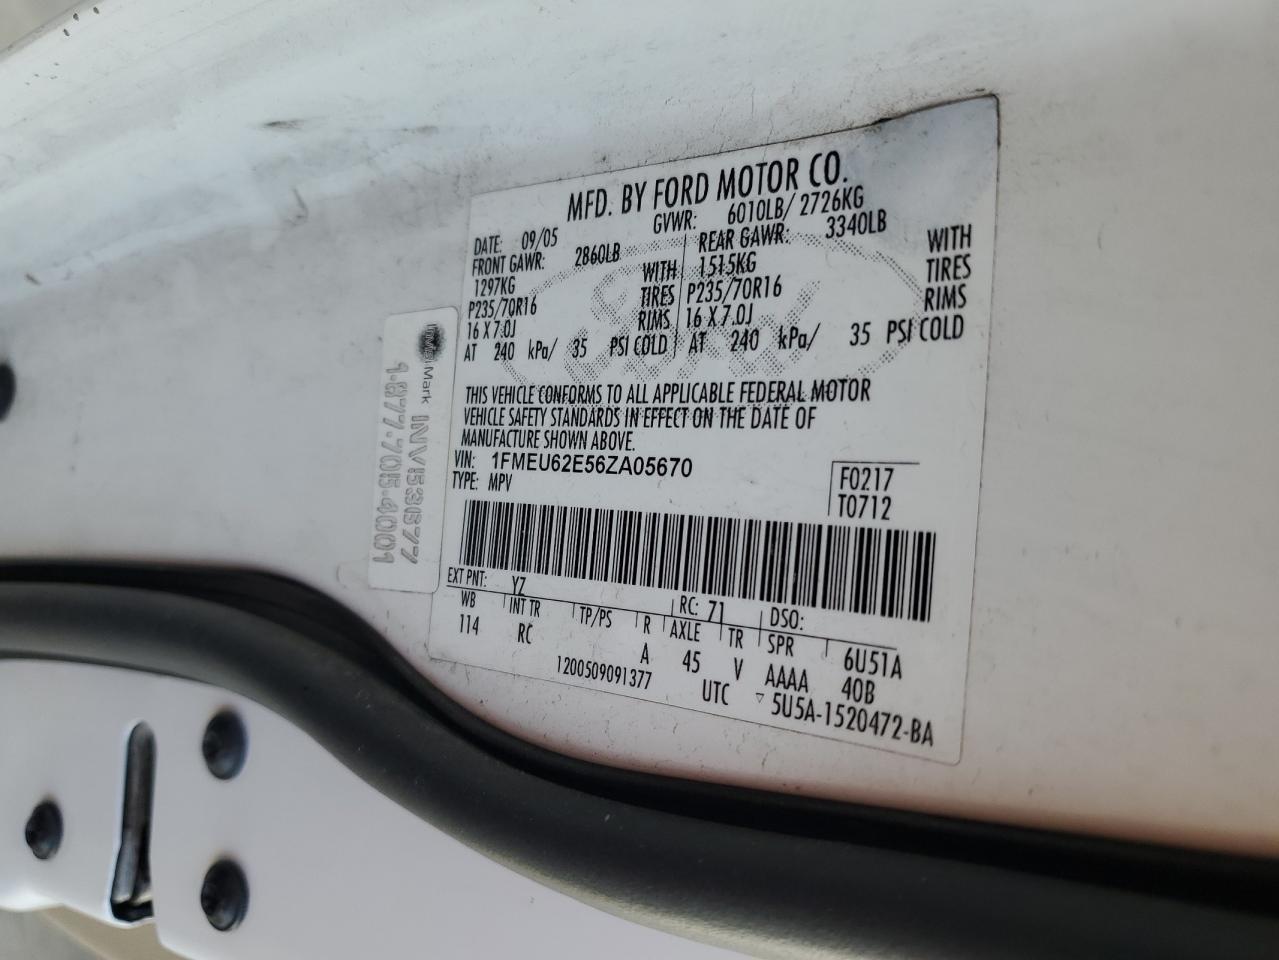 MFD. BY FORD MOTOR CO.
DATE: 09/05 GVWR: 6010LB/ 2726KG
FRONT GAWR: 2860LB REAR GAWR: 3340LB
1297KG WITH 1515KG WITH
P235/70R16 TIRES P235/70R16 TIRES
16 X 7.0J RIMS 16 X 7.0J RIMS
AT 240 kPa/ 35 PSI COLD AT 240 kPa/ 35 PSI COLD
THIS VEHICLE CONFORMS TO ALL APPLICABLE FEDERAL MOTOR
VEHICLE SAFETY STANDARDS IN EFFECT ON THE DATE OF
MANUFACTURE SHOWN ABOVE.
VIN: 1FMEU62E56ZA05670
TYPE: MPV
F0217
T0712
EXT PNT: YZ RC: 71 DSO:
WB INT TR TP/PS R AXLE TR SPR 6U51A
114 RC A 45 V AAAA 40B
1200509091377 UTC ▽ 5U5A-1520472-BA
Mark INV153677
1.877.705.4001